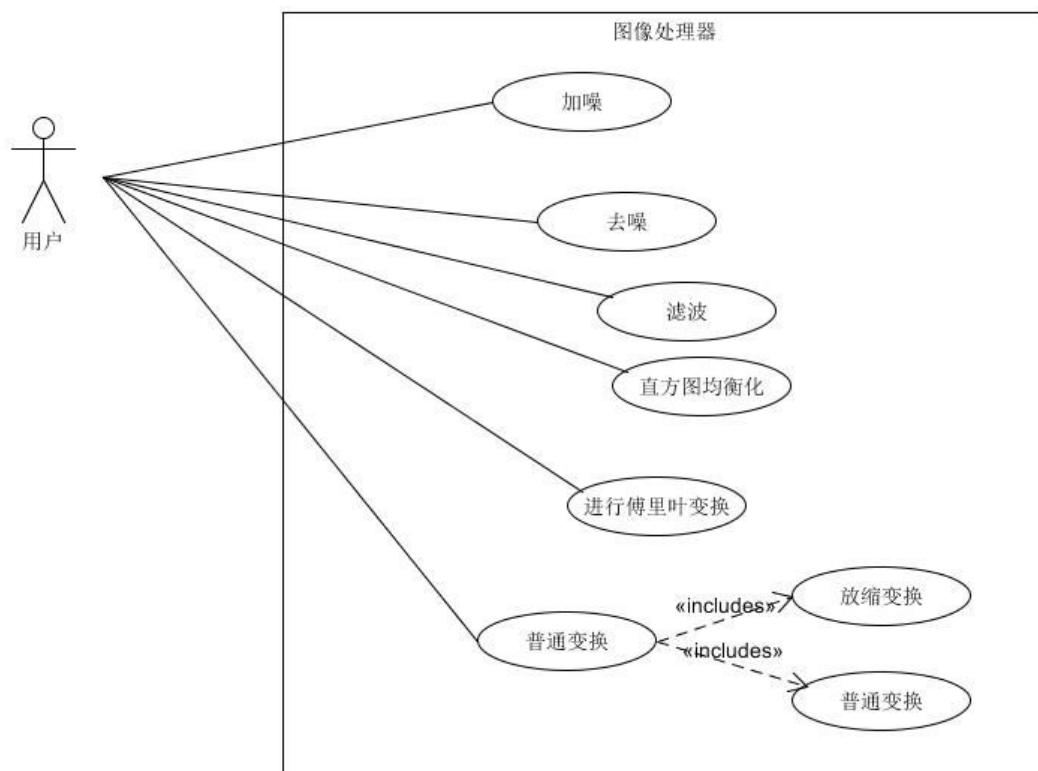 图像处理器
加噪
用户
去噪
滤波
直方图均衡化
进行傅里叶变换
放缩变换
«includes»
普通变换
«includes»
普通变换